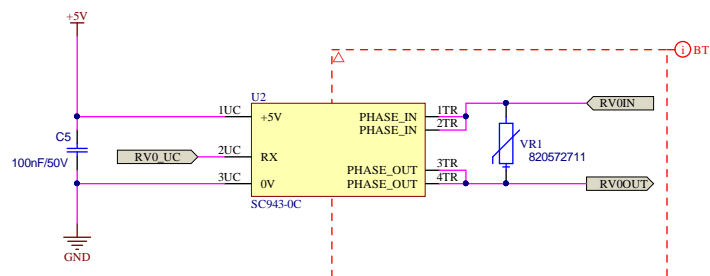 +5V
i BT
U2
1UC +5V PHASE_IN 1TR RV0IN
PHASE_IN 2TR
C5
100nF/50V
RV0_UC 2UC RX
VR1
820572711
PHASE_OUT 3TR
3UC 0V PHASE_OUT 4TR RV0OUT
SC943-0C
GND